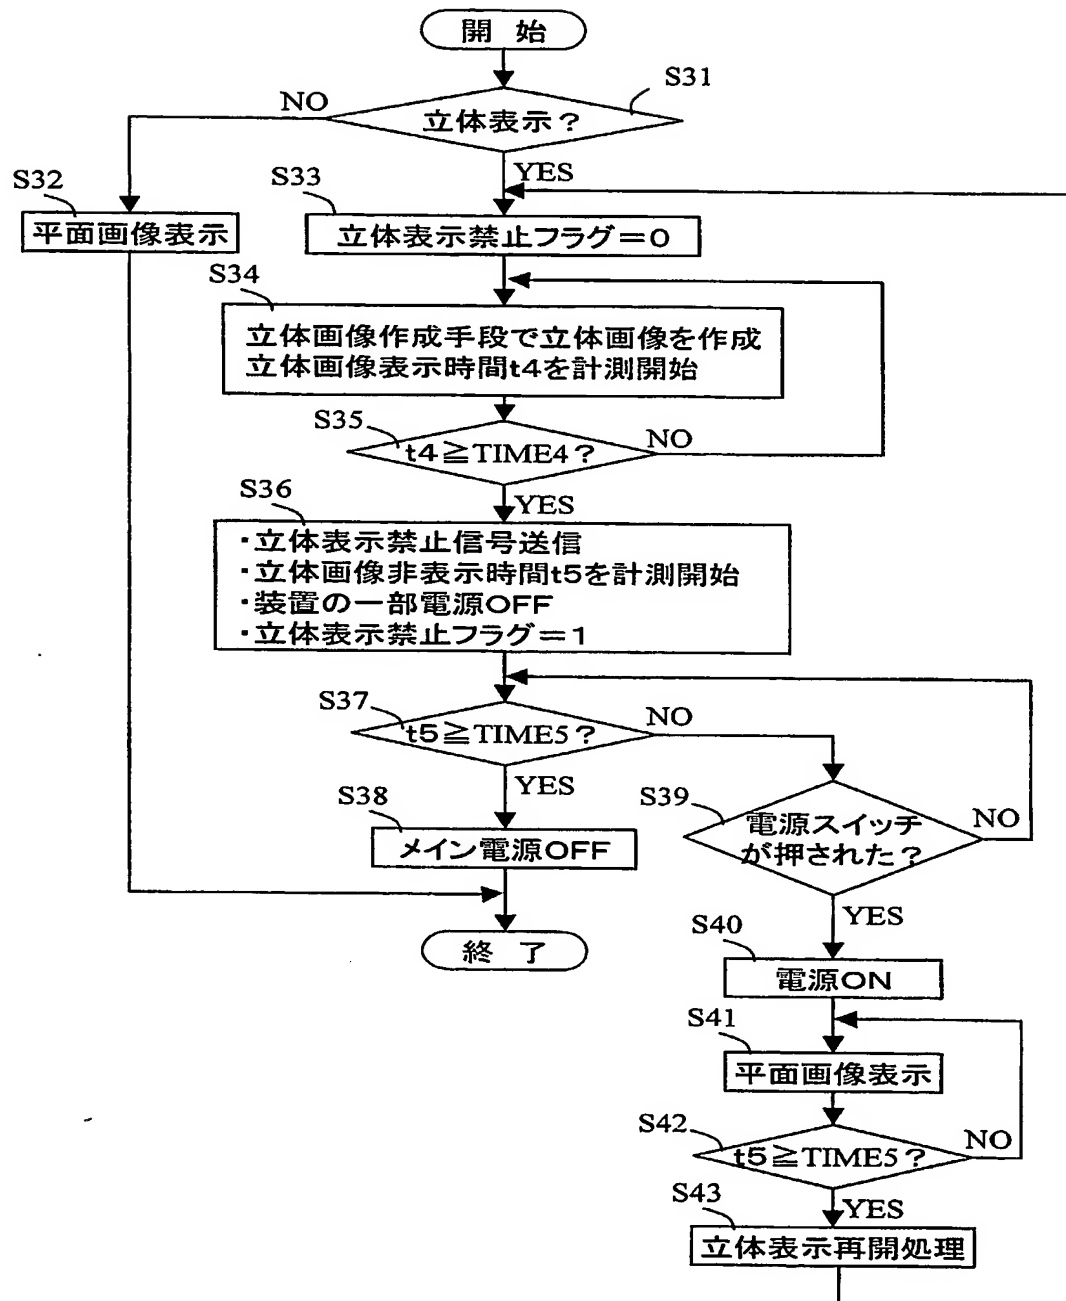 開 始
S31
立体表示？
NO
YES
S32
平面画像表示
S33
立体表示禁止フラグ＝0
S34
立体画像作成手段で立体画像を作成
立体画像表示時間t4を計測開始
S35
t4≧TIME4？
NO
YES
S36
・立体表示禁止信号送信
・立体画像非表示時間t5を計測開始
・装置の一部電源OFF
・立体表示禁止フラグ＝1
S37
t5≧TIME5？
NO
YES
S38
メイン電源OFF
終 了
S39
電源スイッチ
が押された？
NO
YES
S40
電源ON
S41
平面画像表示
S42
t5≧TIME5？
NO
YES
S43
立体表示再開処理